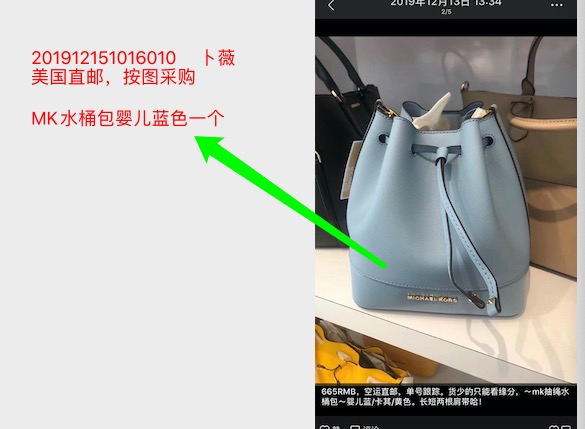 201912151016010 卜薇
美国直邮，按图采购
MK水桶包婴儿蓝色一个
2019年12月13日 13:34
2/5
MICHAEL KORS
665RMB，空运直邮，单号跟踪。货少的只能看缘分，～mk抽绳水
桶包～婴儿蓝/卡其/黄色。长短两根肩带哈！